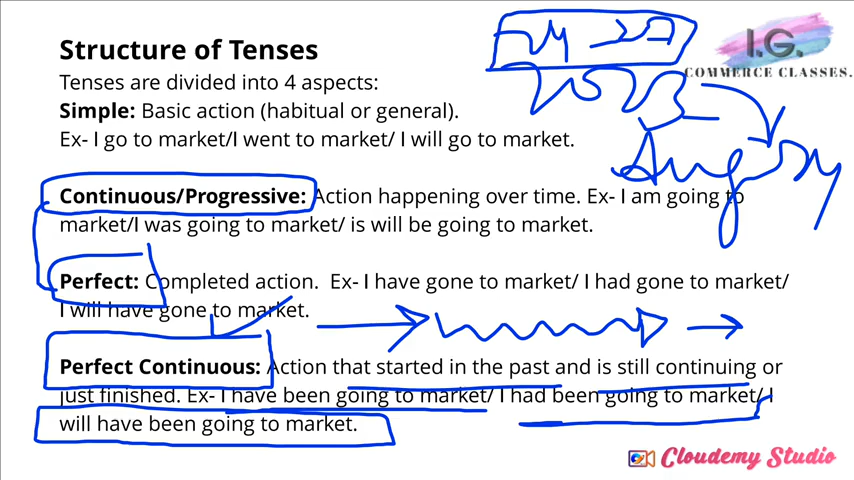 Structure of Tenses
Tenses are divided into 4 aspects:
Simple: Basic action (habitual or general).
Ex- I go to market/I went to market/ I will go to market.
I.G.
COMMERCE CLASSES.
2023
Continuous/Progressive: Action happening over time. Ex- I am going to
market/I was going to market/ is will be going to market.
Perfect: Completed action.  Ex- I have gone to market/ I had gone to market/
I will have gone to market.
Perfect Continuous: Action that started in the past and is still continuing or
just finished. Ex- I have been going to market/ I had been going to market/ I
will have been going to market.
Cloudemy Studio